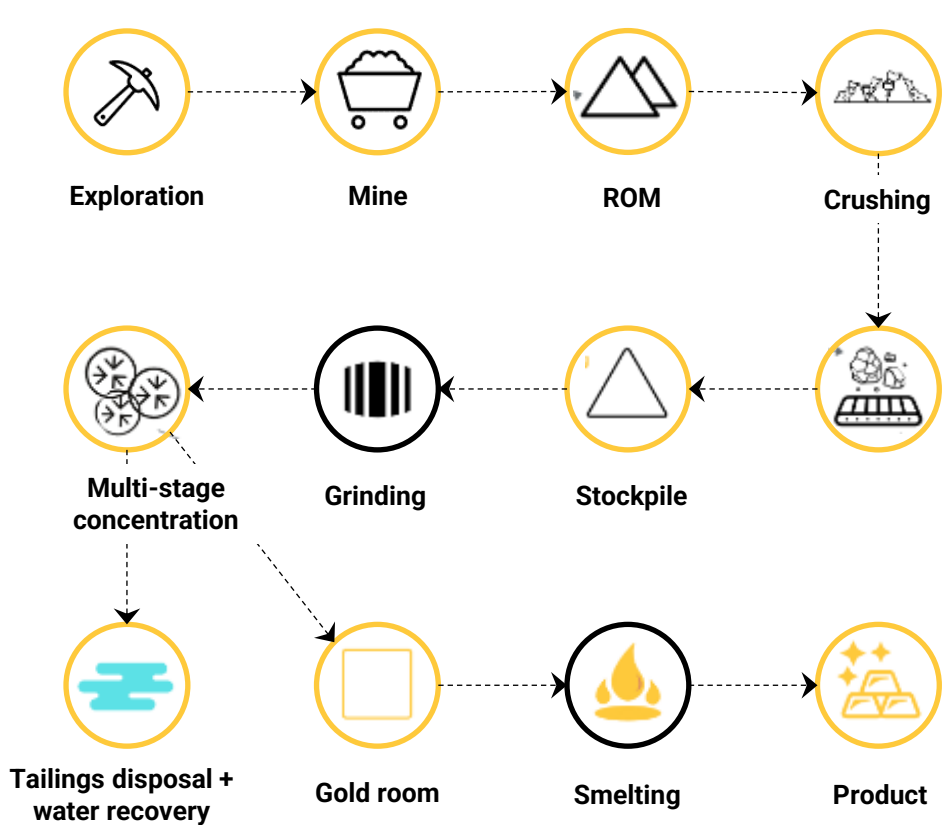 Exploration
Mine
ROM
Crushing
Multi-stage
concentration
Grinding
Stockpile
Tailings disposal +
water recovery
Gold room
Smelting
Product